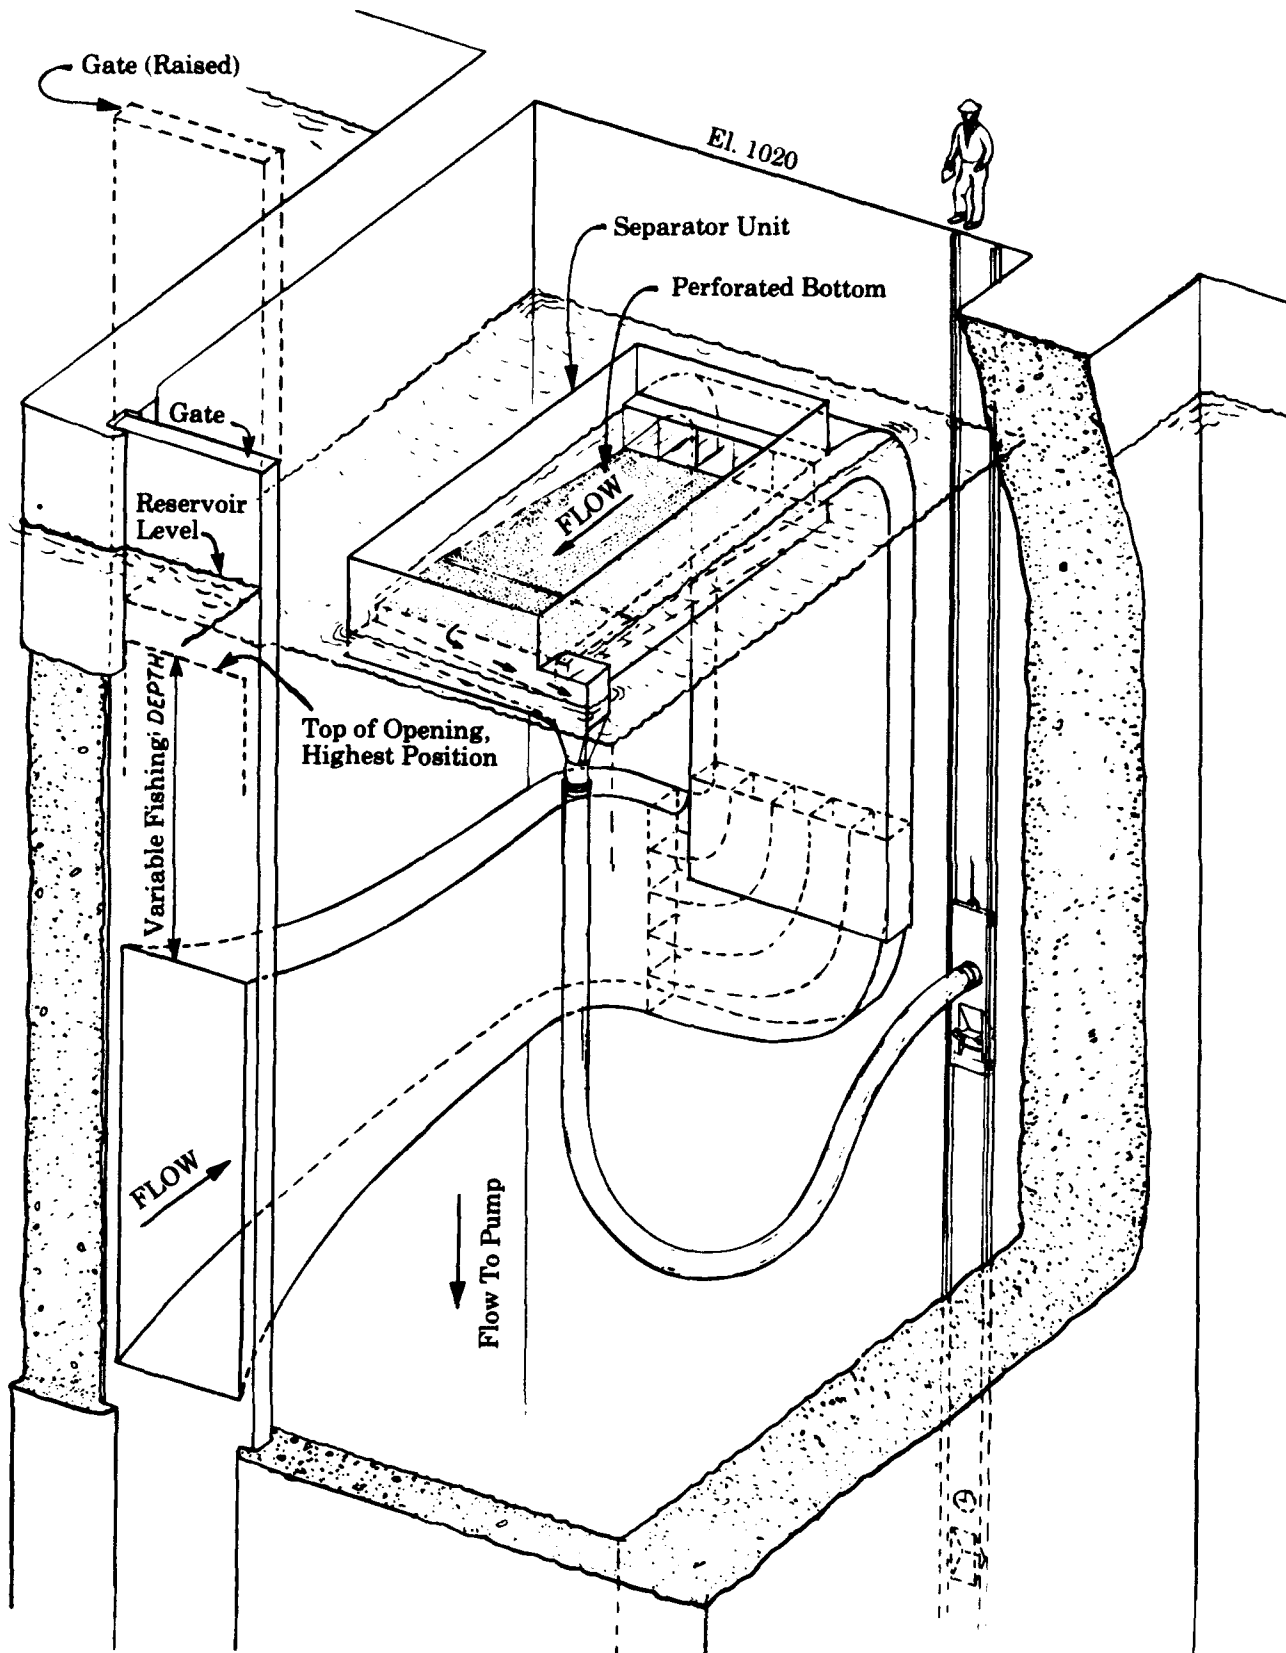 Gate (Raised)
El. 1020
Separator Unit
Perforated Bottom
Gate
Reservoir
Level
FLOW
Variable Fishing DEPTH
Top of Opening,
Highest Position
FLOW
Flow To Pump